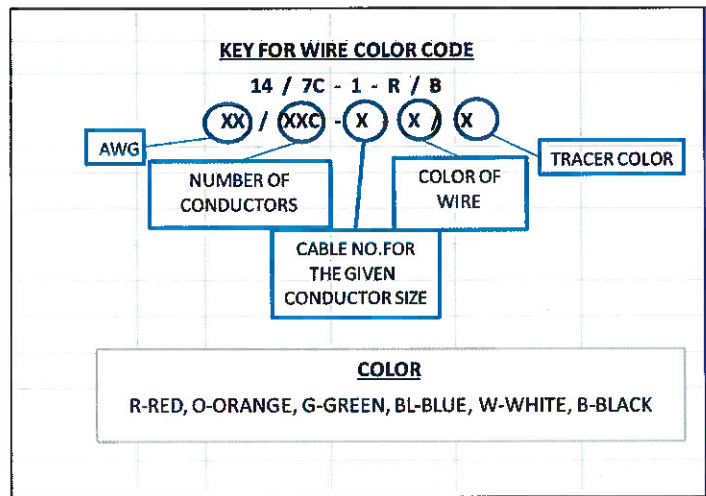 KEY FOR WIRE COLOR CODE
14 / 7C - 1 - R / B
XX / XXC - X X / X
AWG
TRACER COLOR
NUMBER OF
CONDUCTORS
COLOR OF
WIRE
CABLE NO.FOR
THE GIVEN
CONDUCTOR SIZE
COLOR
R-RED, O-ORANGE, G-GREEN, BL-BLUE, W-WHITE, B-BLACK